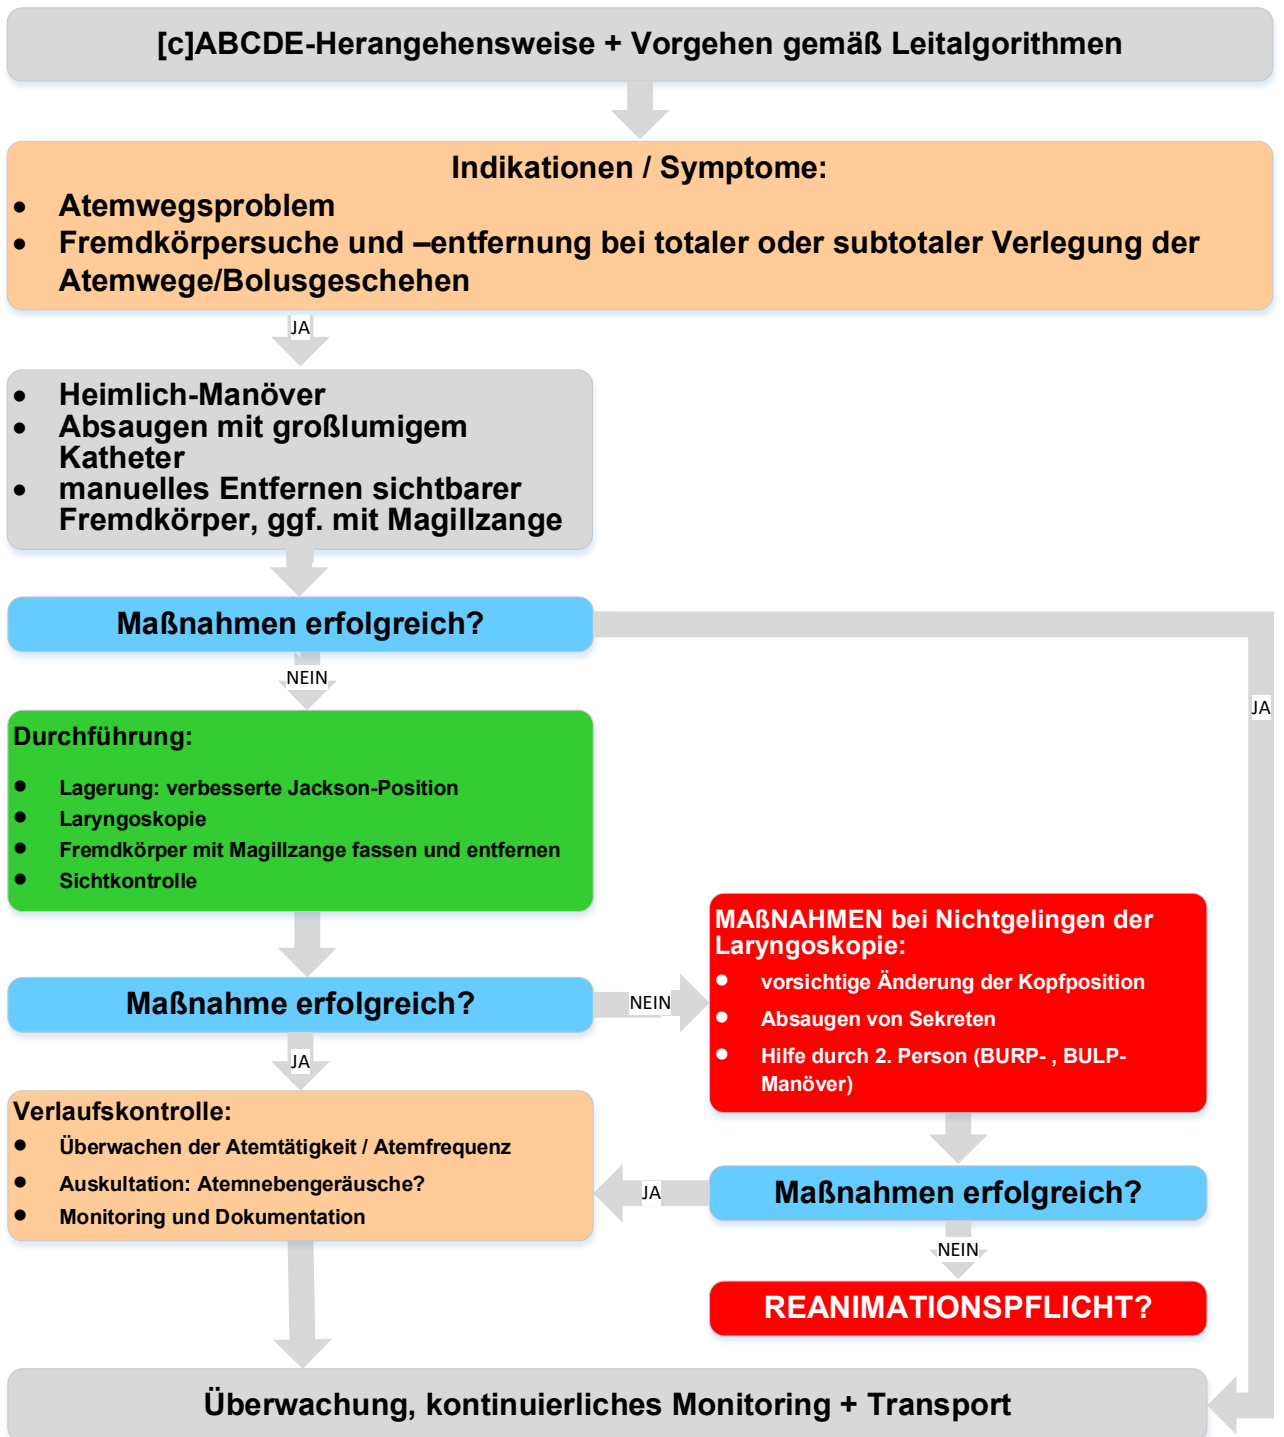 [c]ABCDE-Herangehensweise + Vorgehen gemäß Leitalgorithmen
Indikationen / Symptome:
• Atemwegsproblem
• Fremdkörpersuche und –entfernung bei totaler oder subtotaler Verlegung der
Atemwege/Bolusgeschehen
JA
• Heimlich-Manöver
• Absaugen mit großlumigem
Katheter
• manuelles Entfernen sichtbarer
Fremdkörper, ggf. mit Magillzange
Maßnahmen erfolgreich?
NEIN
JA
Durchführung:
• Lagerung: verbesserte Jackson-Position
• Laryngoskopie
• Fremdkörper mit Magillzange fassen und entfernen
• Sichtkontrolle
Maßnahme erfolgreich?
NEIN
MAßNAHMEN bei Nichtgelingen der
Laryngoskopie:
• vorsichtige Änderung der Kopfposition
• Absaugen von Sekreten
• Hilfe durch 2. Person (BURP- , BULP-
Manöver)
JA
Verlaufskontrolle:
• Überwachen der Atemtätigkeit / Atemfrequenz
• Auskultation: Atemnebengeräusche?
• Monitoring und Dokumentation
JA
Maßnahmen erfolgreich?
NEIN
REANIMATIONSPFLICHT?
Überwachung, kontinuierliches Monitoring + Transport